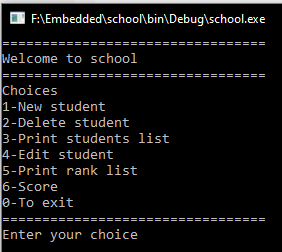 F:\Embedded\school\bin\Debug\school.exe
=================================
Welcome to school
=================================
Choices
1-New student
2-Delete student
3-Print students list
4-Edit student
5-Print rank list
6-Score
0-To exit
=================================
Enter your choice